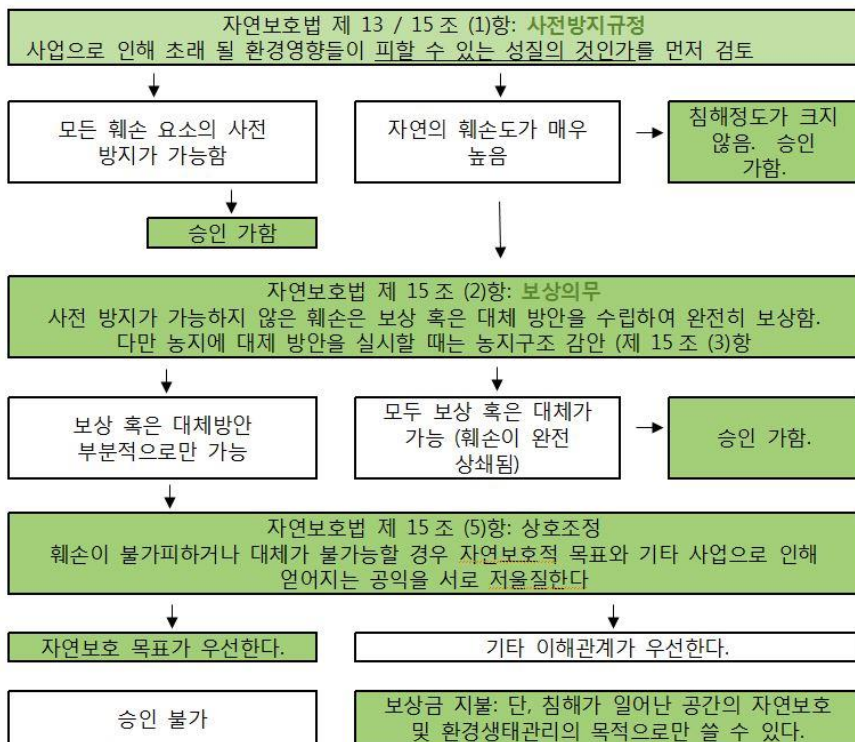 자연보호법 제 13 / 15조 (1)항: 사전방지규정
사업으로 인해 초래 될 환경영향들이 피할 수 있는 성질의 것인가를 먼저 검토
모든 훼손 요소의 사전
방지가 가능함
자연의 훼손도가 매우
높음
침해정도가 크지
않음. 승인
가함.
승인 가함
자연보호법 제 15조 (2)항: 보상의무
사전 방지가 가능하지 않은 훼손은 보상 혹은 대체 방안을 수립하여 완전히 보상함.
다만 농지에 대제 방안을 실시할 때는 농지구조 감안 (제 15조 (3)항
보상 혹은 대체방안
부분적으로만 가능
모두 보상 혹은 대체가
가능 (훼손이 완전
상쇄됨)
승인 가함.
자연보호법 제 15조 (5)항: 상호조정
훼손이 불가피하거나 대체가 불가능할 경우 자연보호적 목표와 기타 사업으로 인해
얻어지는 공익을 서로 저울질한다
자연보호 목표가 우선한다.
기타 이해관계가 우선한다.
승인 불가
보상금 지불: 단, 침해가 일어난 공간의 자연보호
및 환경생태관리의 목적으로만 쓸 수 있다.